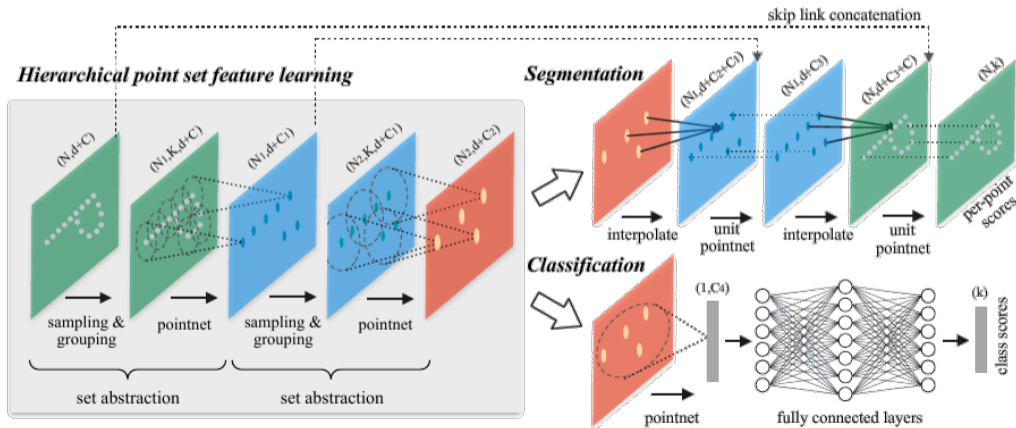 skip link concatenation
Hierarchical point set feature learning
Segmentation
(N,d+C)
(N1,K,d+C)
(N1,d+C1)
(N2,K,d+C1)
(N2,d+C2)
(N1,d+C2+C1)
(N1,d+C3)
(N,d+C3+C)
(N,k)
per-point
scores
interpolate
unit
pointnet
interpolate
unit
pointnet
sampling &
grouping
pointnet
sampling &
grouping
pointnet
set abstraction
set abstraction
Classification
(1,C4)
(k)
class scores
pointnet
fully connected layers